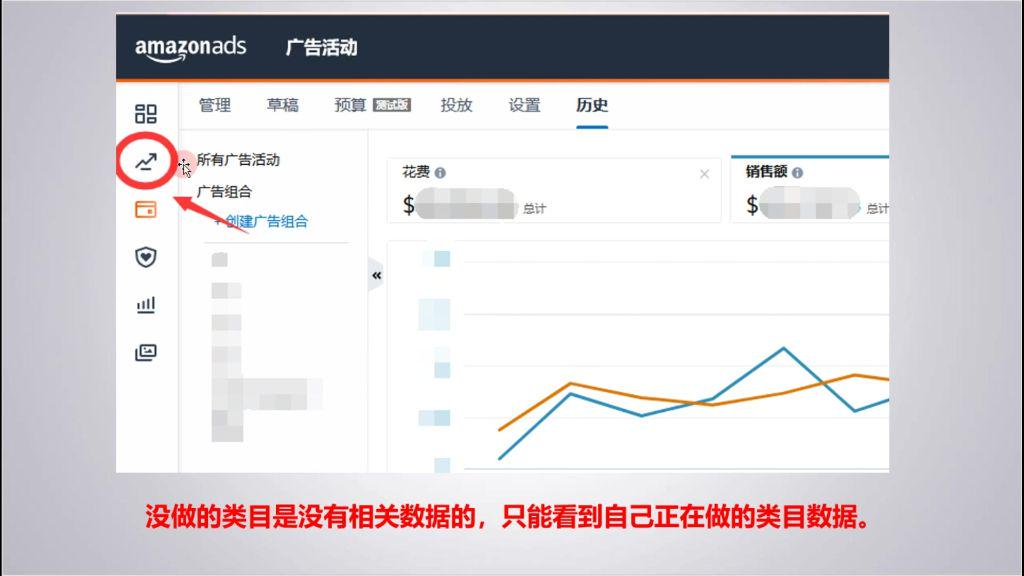 amazonads 广告活动
管理 草稿 预算 测试版 投放 设置 历史
所有广告活动
广告组合
+ 创建广告组合
花费
$ 总计
销售额
$ 总计
没做的类目是没有相关数据的，只能看到自己正在做的类目数据。